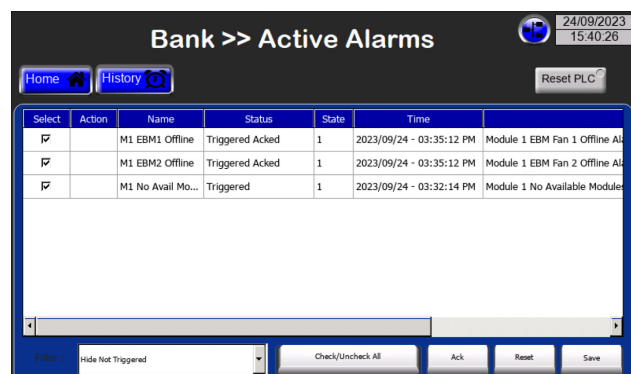 Bank >> Active Alarms
24/09/2023
15:40:26
Home
History
Reset PLC
Select Action Name Status State Time
M1 EBM1 Offline Triggered Acked 1 2023/09/24 - 03:35:12 PM Module 1 EBM Fan 1 Offline Ala
M1 EBM2 Offline Triggered Acked 1 2023/09/24 - 03:35:12 PM Module 1 EBM Fan 2 Offline Ala
M1 No Avail Mo... Triggered 1 2023/09/24 - 03:32:14 PM Module 1 No Available Modules
Filter : Hide Not Triggered Check/Uncheck All Ack Reset Save